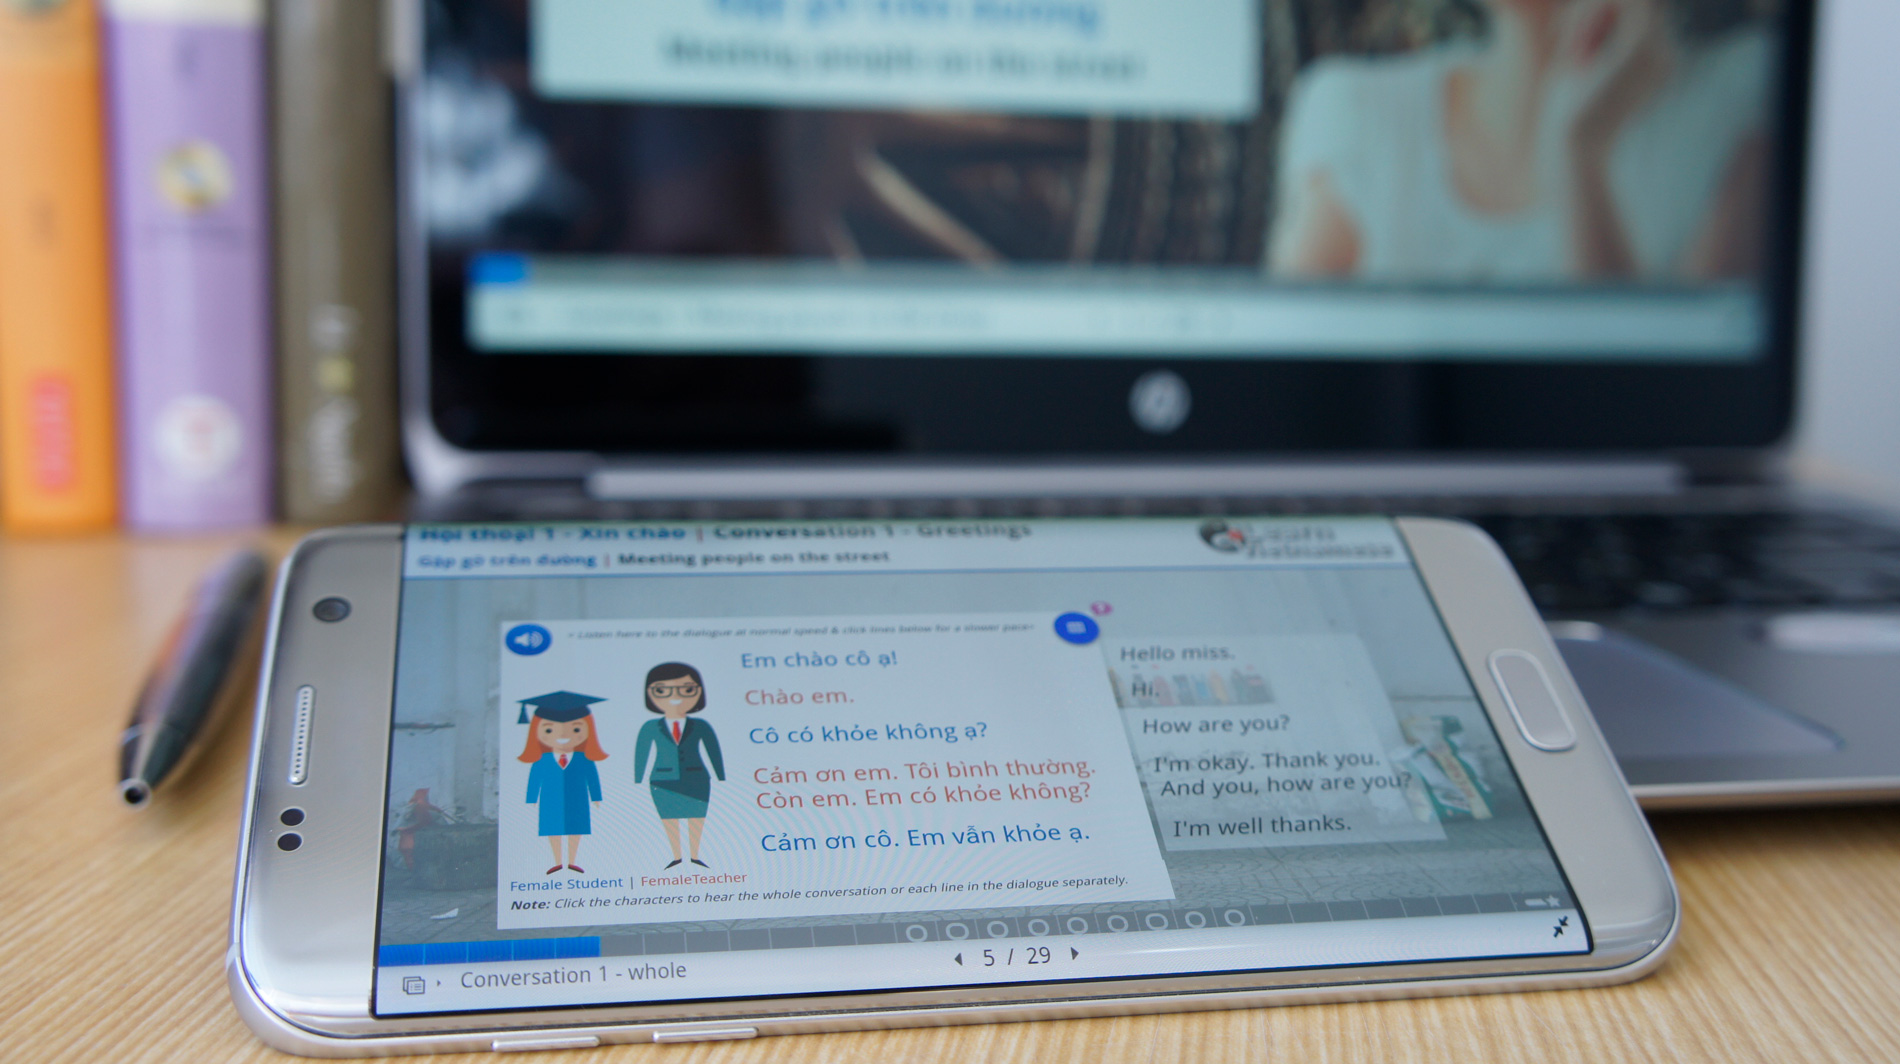 Gặp gỡ trên đường
Meeting people on the street
Hội thoại 1 - Xin chào | Conversation 1 - Greetings
Gặp gỡ trên đường | Meeting people on the street
Learn
Vietnamese
< Listen here to the dialogue at normal speed & click lines below for a slower pace>
Em chào cô ạ!
Chào em.
Cô có khỏe không ạ?
Cảm ơn em. Tôi bình thường.
Còn em. Em có khỏe không?
Cảm ơn cô. Em vẫn khỏe ạ.
Hello miss.
Hi.
How are you?
I'm okay. Thank you.
And you, how are you?
I'm well thanks.
Female Student | FemaleTeacher
Note: Click the characters to hear the whole conversation or each line in the dialogue separately.
Conversation 1 - whole
5 / 29